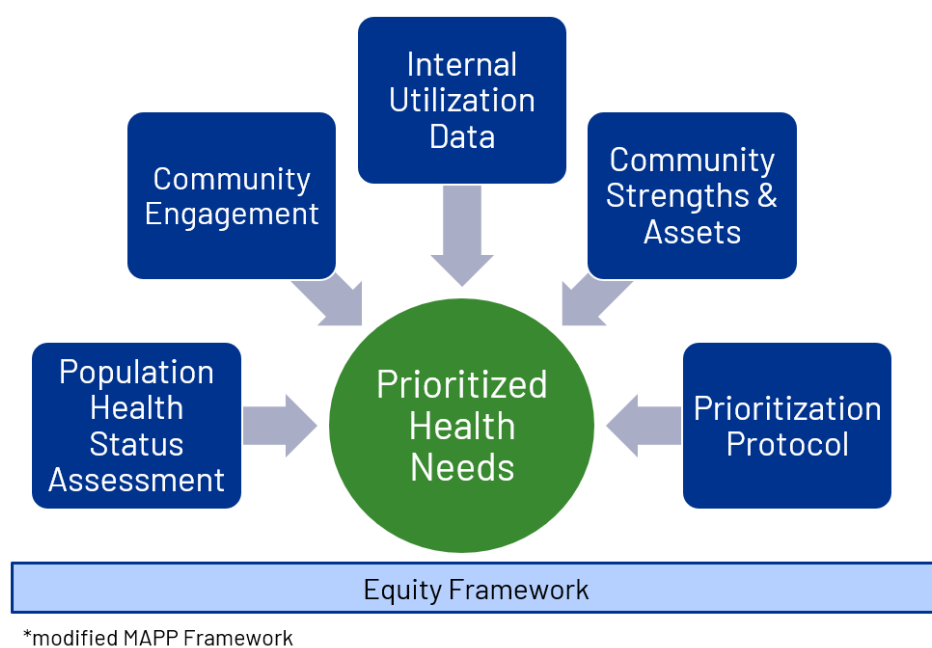 Internal
Utilization
Data
Community
Engagement
Community
Strengths &
Assets
Population
Health
Status
Assessment
Prioritized
Health
Needs
Prioritization
Protocol
Equity Framework
*modified MAPP Framework